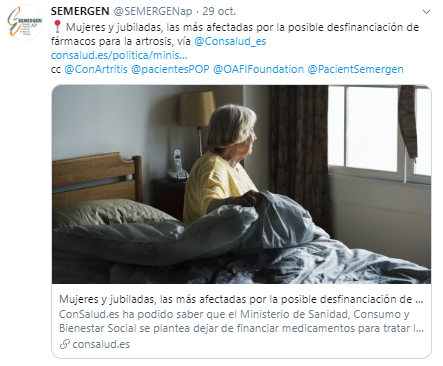 SEMERGEN
SEMERGEN @SEMERGENap · 29 oct.
📍 Mujeres y jubiladas, las más afectadas por la posible desfinanciación de
fármacos para la artrosis, vía @Consalud_es
consalud.es/politica/minis...
cc @ConArtritis @pacientesPOP @OAFIFoundation @PacientSemergen
Mujeres y jubiladas, las más afectadas por la posible desfinanciación de ...
ConSalud.es ha podido saber que el Ministerio de Sanidad, Consumo y
Bienestar Social se plantea dejar de financiar medicamentos para tratar l...
consalud.es